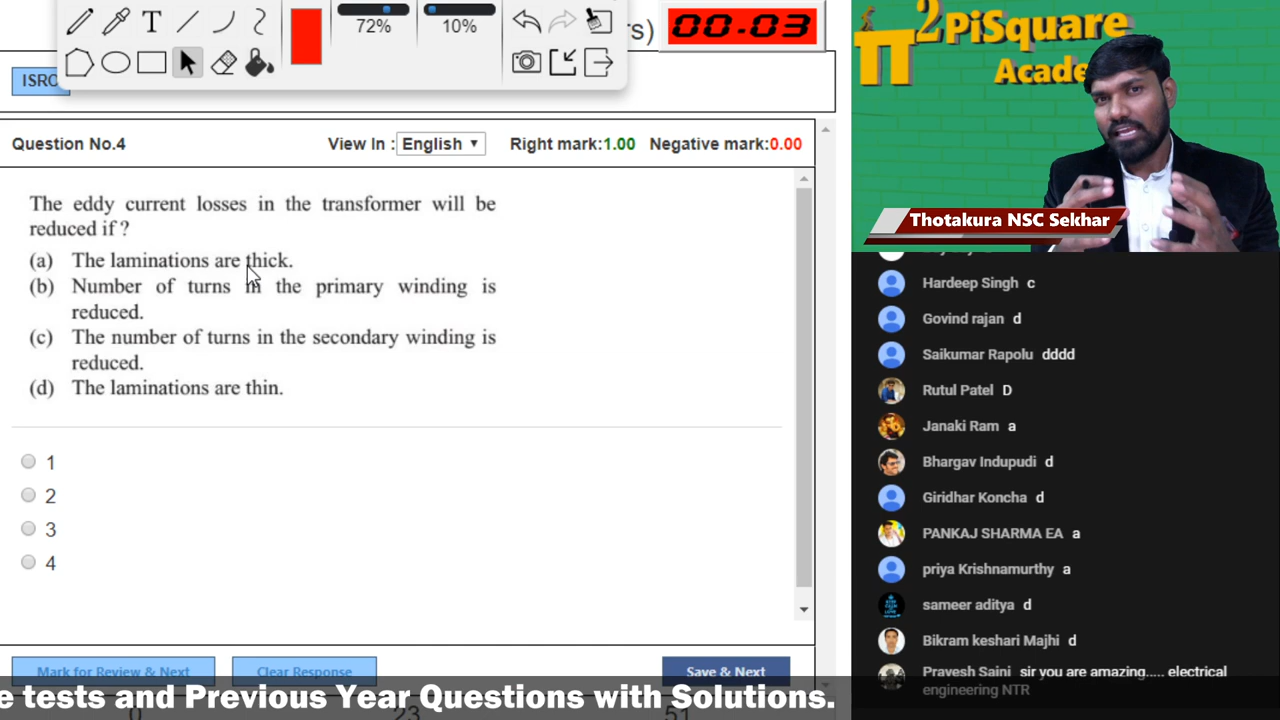 T
72%
10%
rs)
00.03
ISRO
Question No.4
View In :
English
Right mark:1.00
Negative mark:0.00
The eddy current losses in the transformer will be
reduced if ?
(a) The laminations are thick.
(b) Number of turns in the primary winding is
reduced.
(c) The number of turns in the secondary winding is
reduced.
(d) The laminations are thin.
1
2
3
4
Mark for Review & Next
Clear Response
Save & Next
e tests and Previous Year Questions with Solutions.
23
51
π
2PiSquare
Acade
Thotakura NSC Sekhar
Hardeep Singh c
Govind rajan d
Saikumar Rapolu dddd
Rutul Patel D
Janaki Ram a
Bhargav Indupudi d
Giridhar Koncha d
PANKAJ SHARMA EA a
priya Krishnamurthy a
sameer aditya d
Bikram keshari Majhi d
Pravesh Saini sir you are amazing..... electrical
engineering NTR